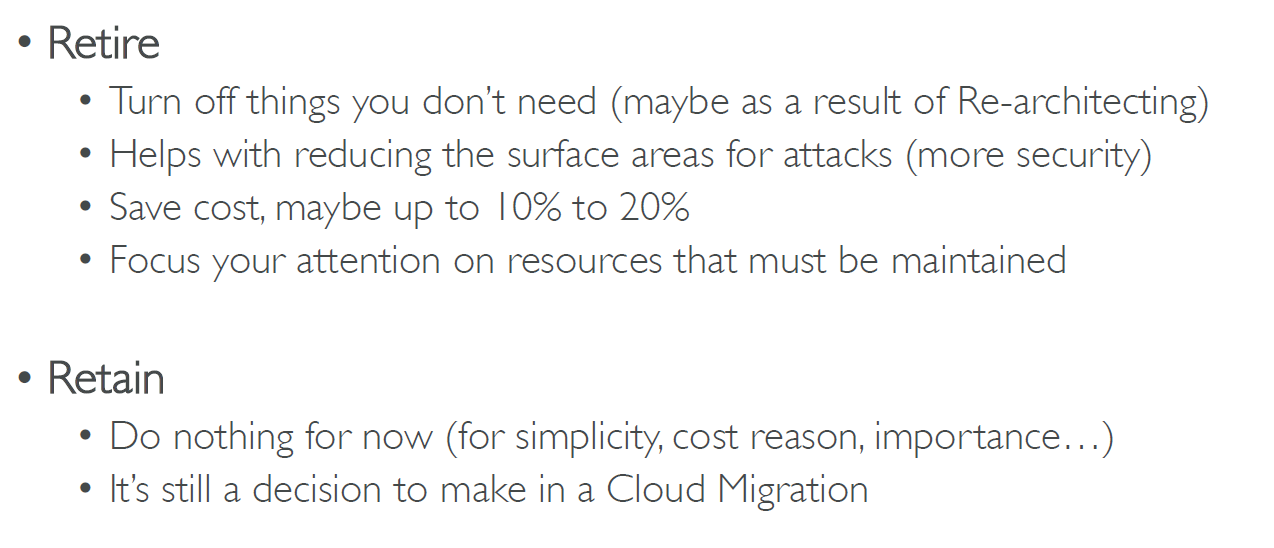 • Retire
• Turn off things you don't need (maybe as a result of Re-architecting)
• Helps with reducing the surface areas for attacks (more security)
• Save cost, maybe up to 10% to 20%
• Focus your attention on resources that must be maintained
• Retain
• Do nothing for now (for simplicity, cost reason, importance…)
• It's still a decision to make in a Cloud Migration